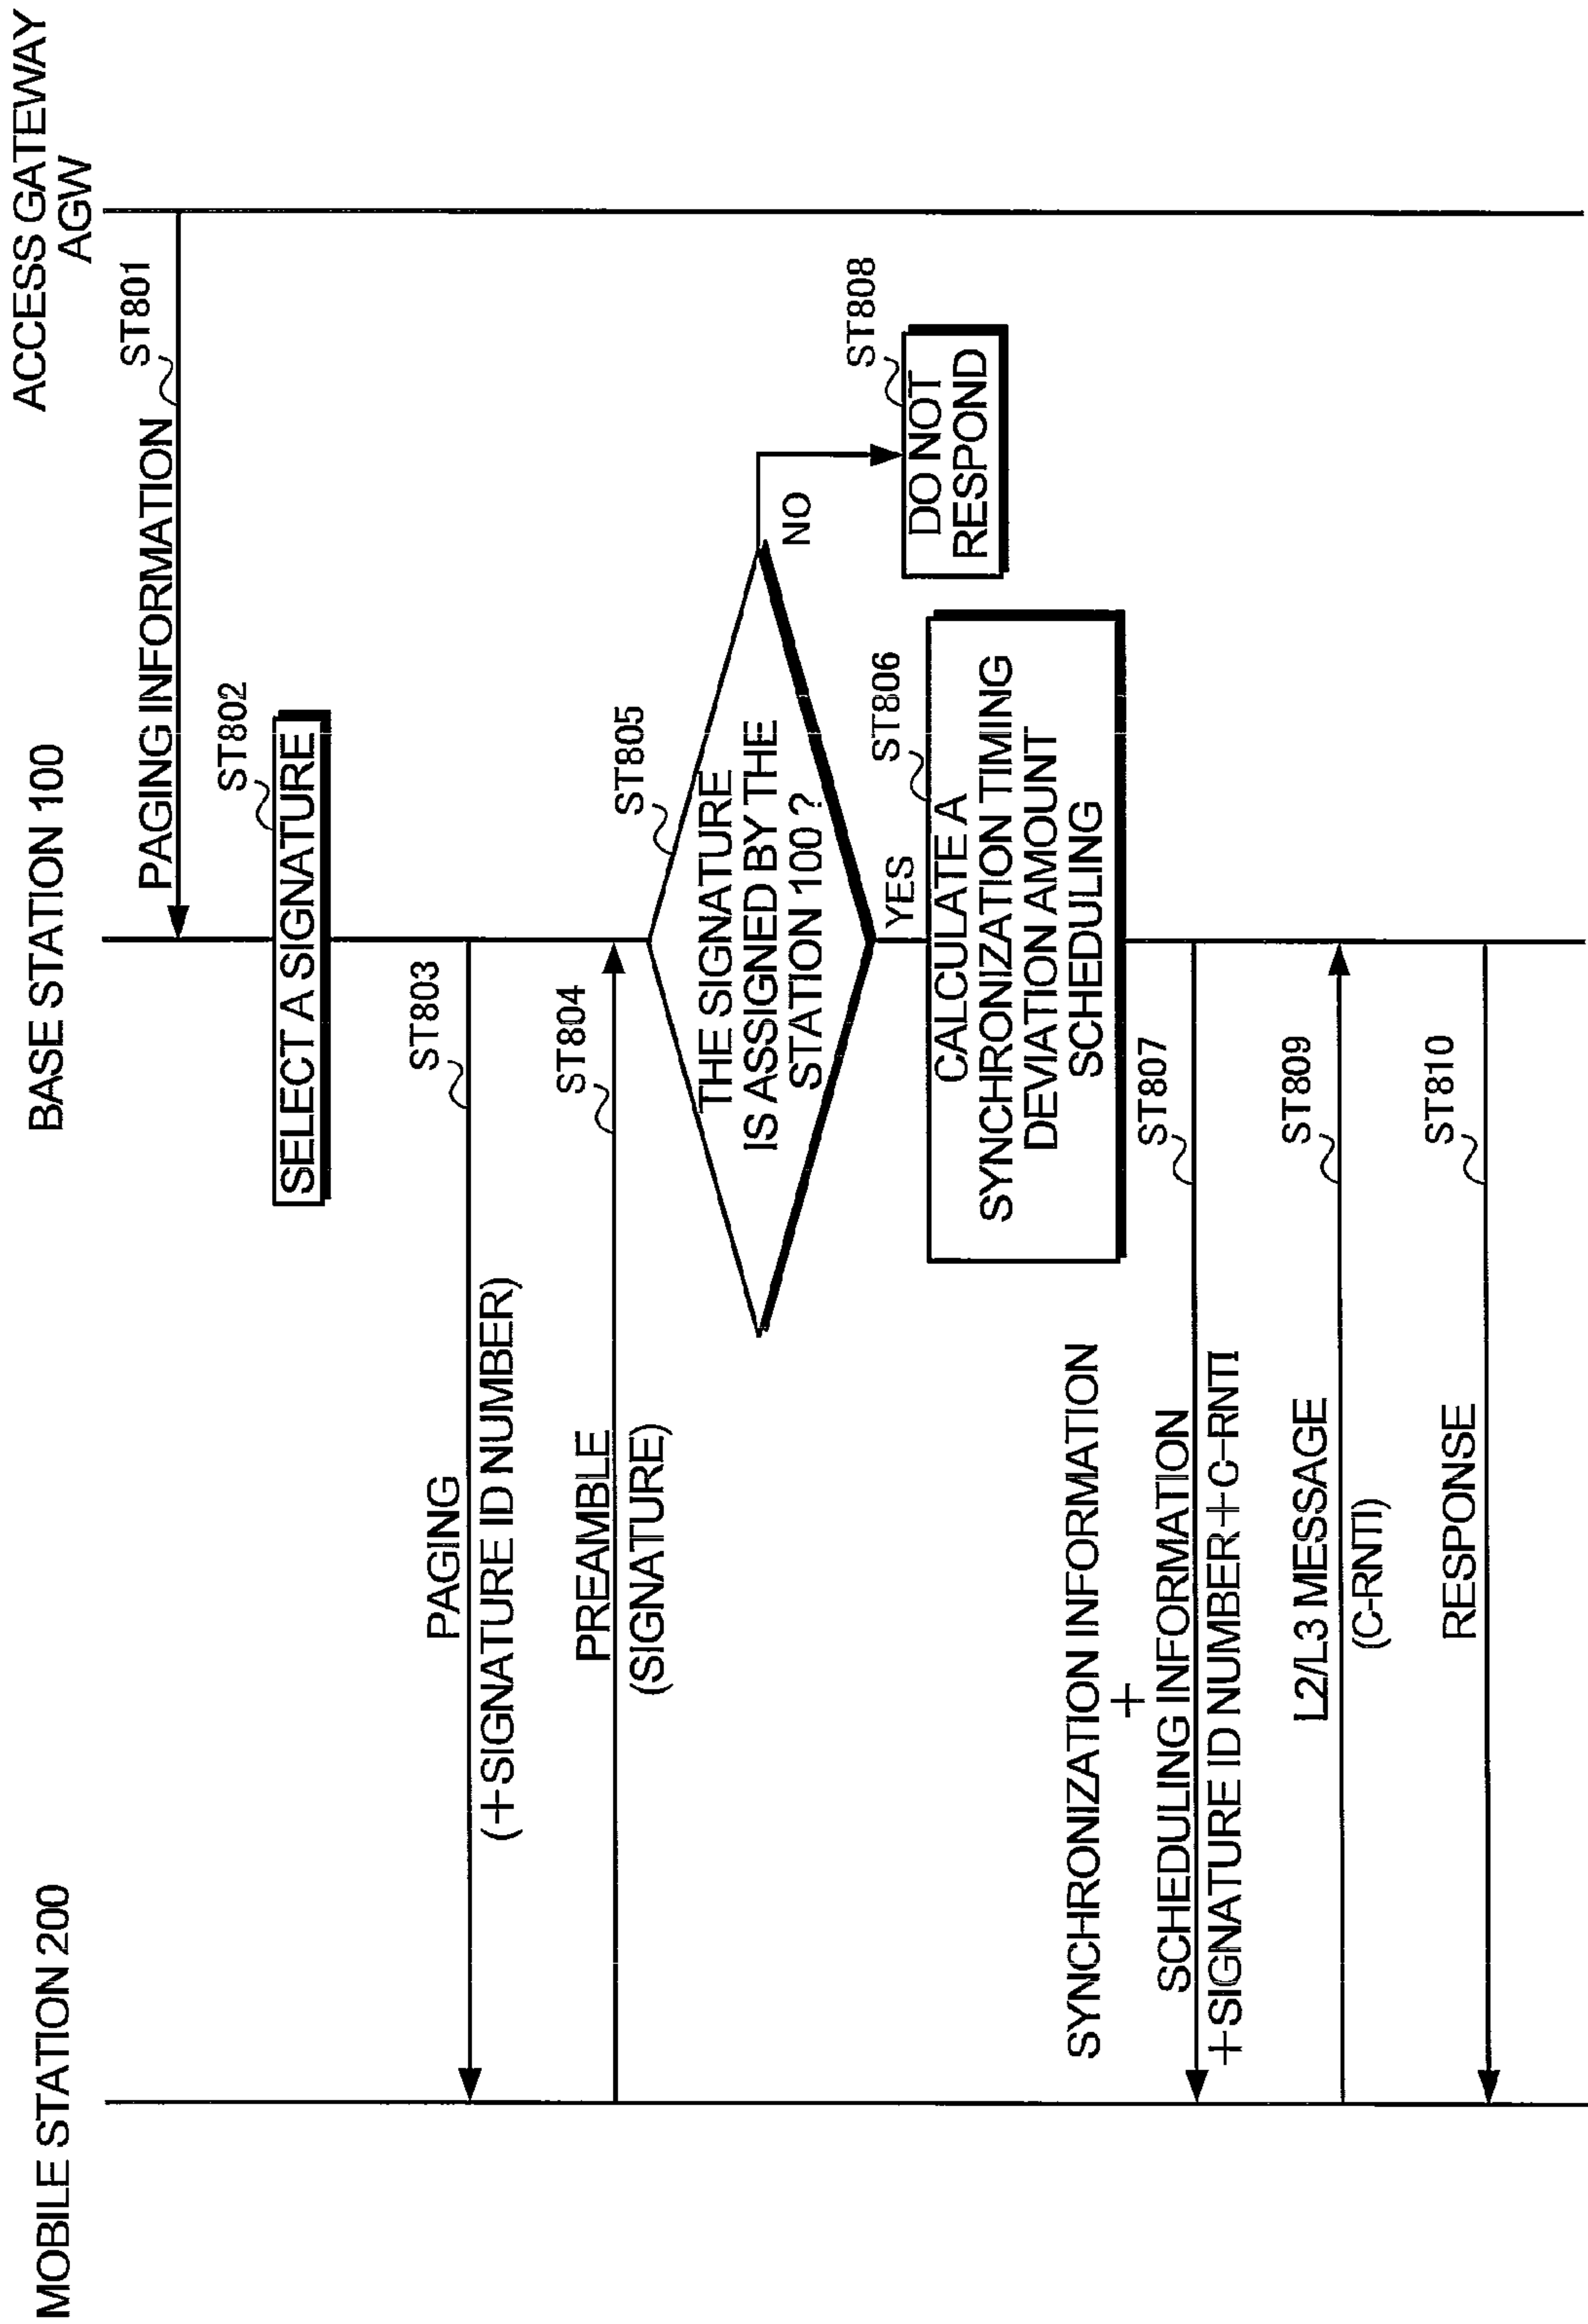 MOBILE STATION 200
BASE STATION 100
ACCESS GATEWAY
AGW
PAGING INFORMATION
ST801
ST802
SELECT A SIGNATURE
PAGING
ST803
(+SIGNATURE ID NUMBER)
PREAMBLE
ST804
(SIGNATURE)
ST805
THE SIGNATURE
IS ASSIGNED BY THE
STATION 100 ?
NO
ST808
DO NOT
RESPOND
YES
ST806
CALCULATE A
SYNCHRONIZATION TIMING
DEVIATION AMOUNT
SCHEDULING
SYNCHRONIZATION INFORMATION
+
SCHEDULING INFORMATION
ST807
+SIGNATURE ID NUMBER+C-RNTI
L2/L3 MESSAGE
ST809
(C-RNTI)
RESPONSE
ST810